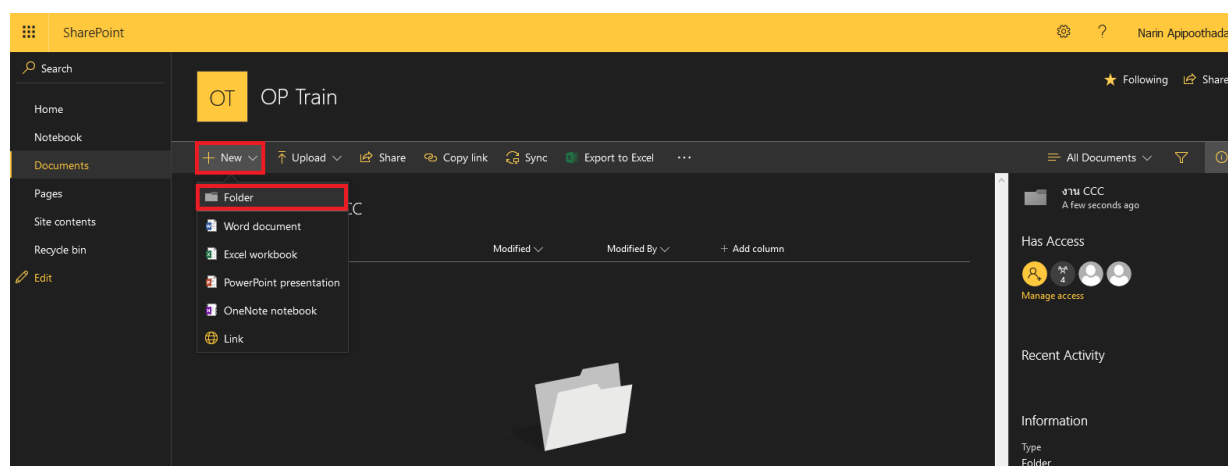 SharePoint
?
Narin Apipoothada
Search
Home
Notebook
Documents
Pages
Site contents
Recycle bin
Edit
OT
OP Train
Following
Share
+ New
Upload
Share
Copy link
Sync
Export to Excel
...
All Documents
Folder
Word document
Excel workbook
PowerPoint presentation
OneNote notebook
Link
CC
Modified
Modified By
+ Add column
งาน CCC
A few seconds ago
Has Access
4
Manage access
Recent Activity
Information
Type
Folder